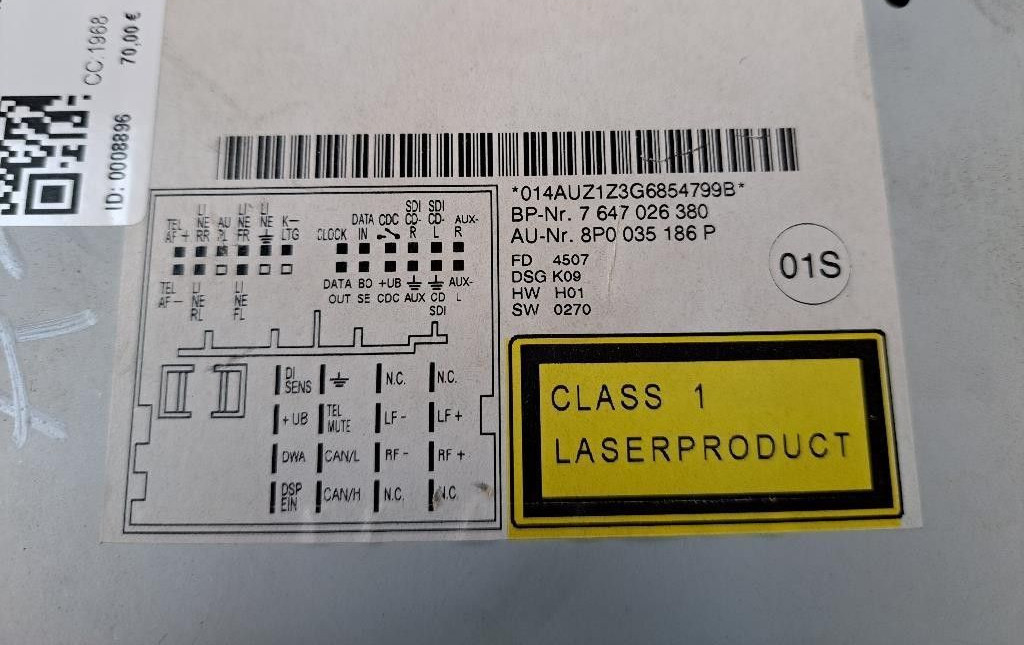 CC:1968
70,00 €
ID: 0008896
*014AUZ1Z3G6854799B*
BP-Nr. 7 647 026 380
AU-Nr. 8P0 035 186 P
FD 4507
DSG K09
HW H01
SW 0270
01S
CLASS 1
LASERPRODUCT
TEL AF+
LI NE RR
AU
LI NE FR
LI NE
K- LTG
CLOCK
DATA IN
CDC
SDI CD- R
SDI CD- L
AUX- R
TEL AF-
LI NE RL
LI NE FL
DATA OUT
BO SE
+UB CDC
AUX
CD SDI
AUX- L
DI SENS
N.C.
N.C.
+UB
TEL MUTE
LF-
LF+
DWA
CAN/L
RF-
RF+
DSP EIN
CAN/H
N.C.
N.C.